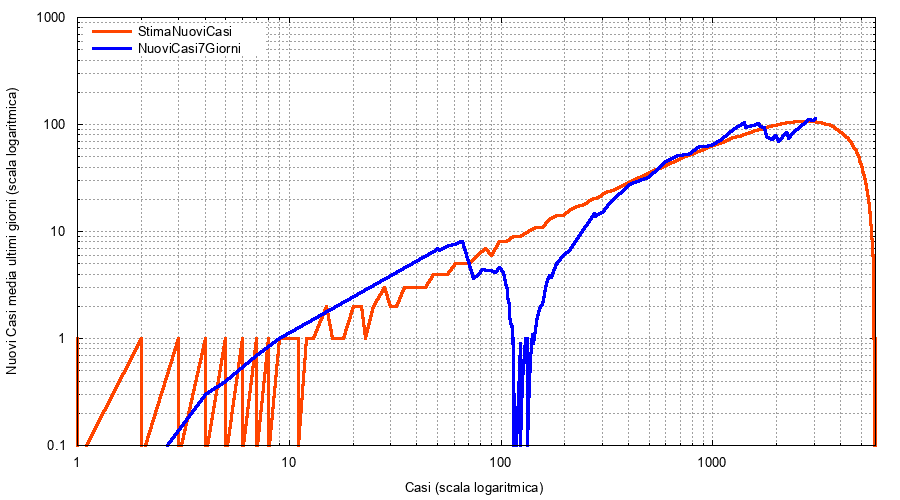 1000
StimaNuoviCasi
NuoviCasi7Giorni
100
10
1
0.1
Nuovi Casi media ultimi giorni (scala logaritmica)
1 10 100 1000
Casi (scala logaritmica)